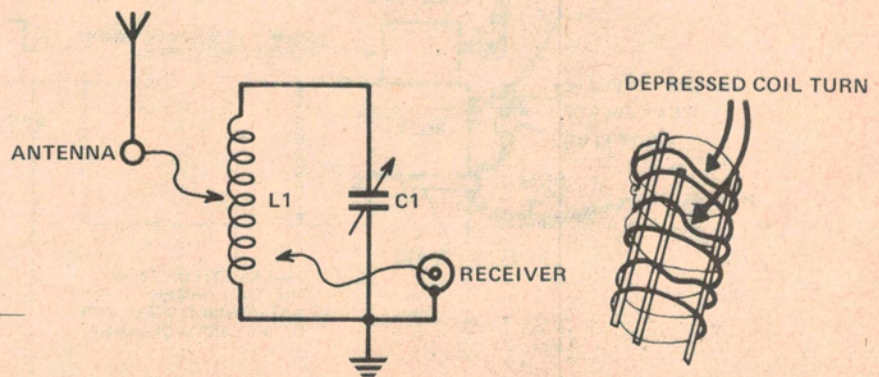 DEPRESSED COIL TURN
ANTENNA
L1
C1
RECEIVER